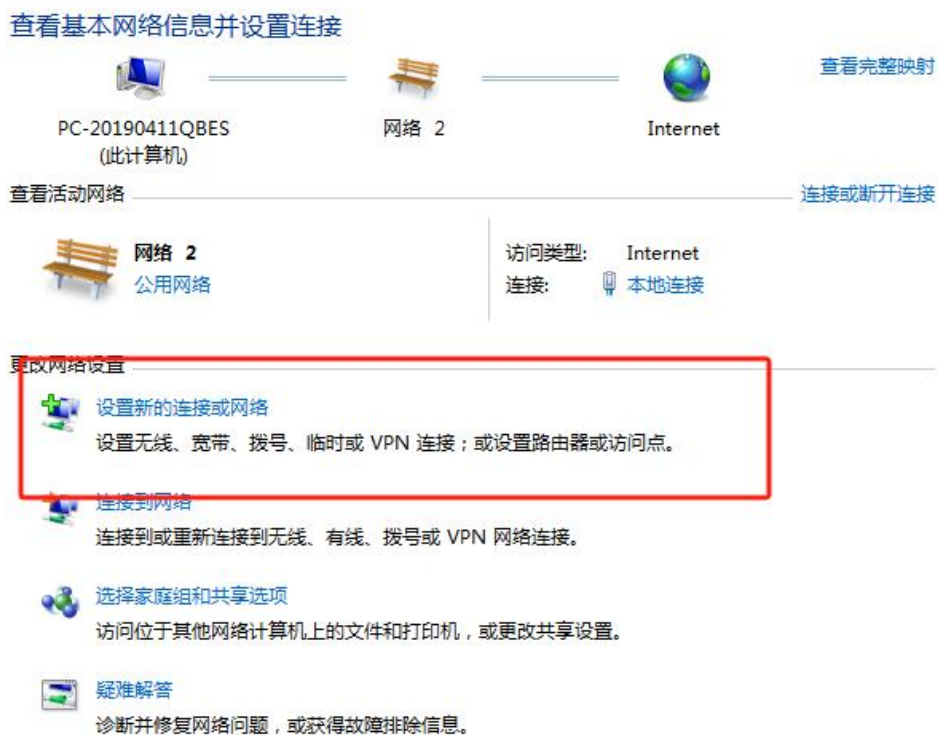 查看基本网络信息并设置连接
查看完整映射
PC-20190411QBES
(此计算机)
网络 2
Internet
查看活动网络
连接或断开连接
网络 2
公用网络
访问类型: Internet
连接: 本地连接
更改网络设置
设置新的连接或网络
设置无线、宽带、拨号、临时或 VPN 连接；或设置路由器或访问点。
连接到网络
连接到或重新连接到无线、有线、拨号或 VPN 网络连接。
选择家庭组和共享选项
访问位于其他网络计算机上的文件和打印机，或更改共享设置。
疑难解答
诊断并修复网络问题，或获得故障排除信息。